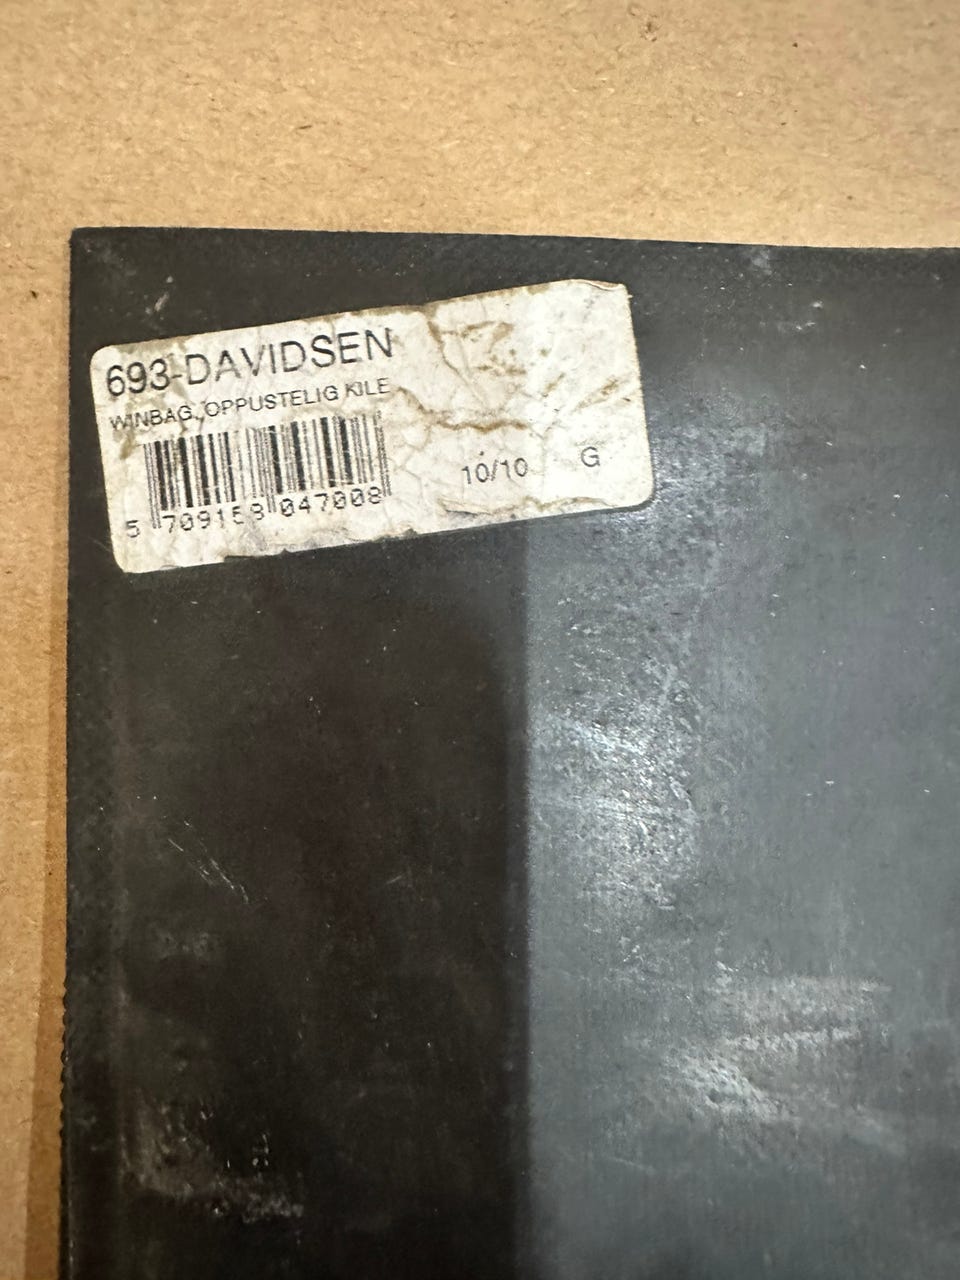 693-DAVIDSEN
WINBAG, OPPUSTELIG KILE
10/10 G
5 709158 047008